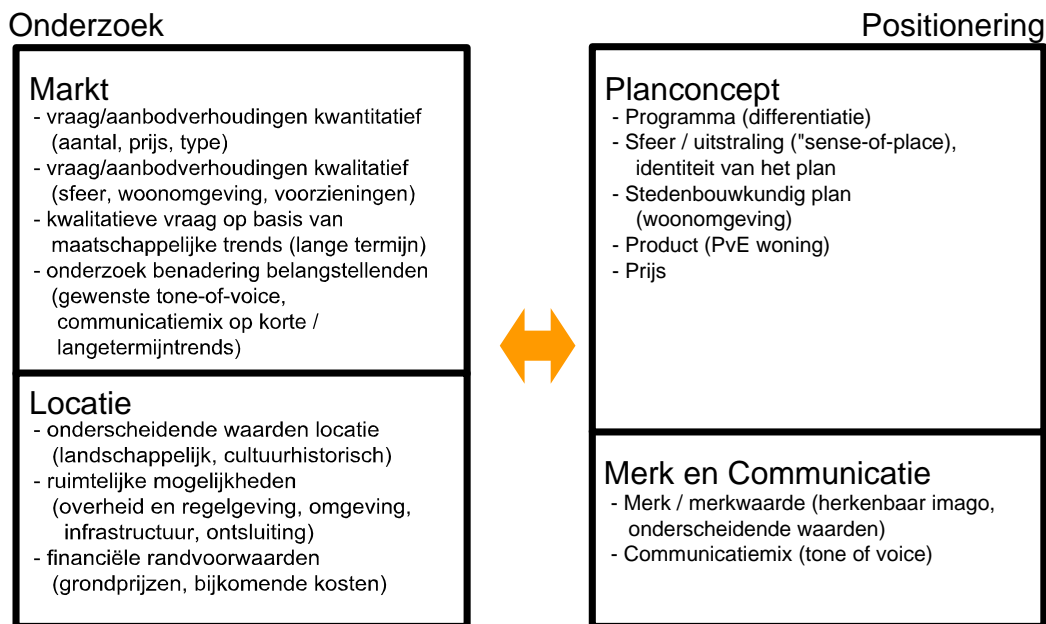 Onderzoek
Markt
- vraag/aanbodverhoudingen kwantitatief
(aantal, prijs, type)
- vraag/aanbodverhoudingen kwalitatief
(sfeer, woonomgeving, voorzieningen)
- kwalitatieve vraag op basis van
maatschappelijke trends (lange termijn)
- onderzoek benadering belangstellenden
(gewenste tone-of-voice,
communicatiemix op korte /
langetermijntrends)
Locatie
- onderscheidende waarden locatie
(landschappelijk, cultuurhistorisch)
- ruimtelijke mogelijkheden
(overheid en regelgeving, omgeving,
infrastructuur, ontsluiting)
- financiële randvoorwaarden
(grondprijzen, bijkomende kosten)
Positionering
Planconcept
- Programma (differentiatie)
- Sfeer / uitstraling ("sense-of-place),
identiteit van het plan
- Stedenbouwkundig plan
(woonomgeving)
- Product (PvE woning)
- Prijs
Merk en Communicatie
- Merk / merkwaarde (herkenbaar imago,
onderscheidende waarden)
- Communicatiemix (tone of voice)